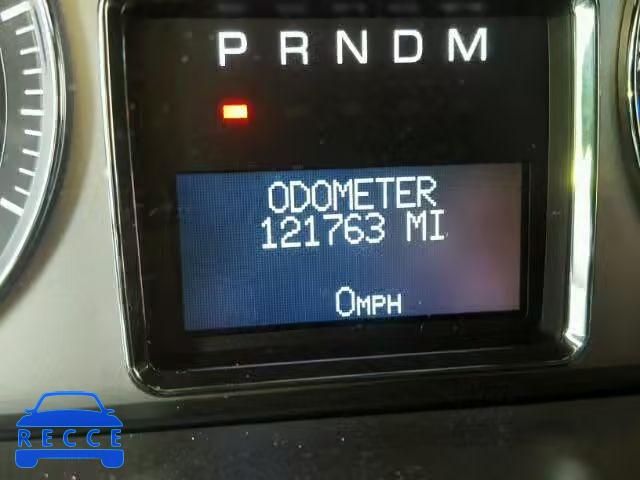 P R N D M
ODOMETER
121763 MI
0MPH
RECCE